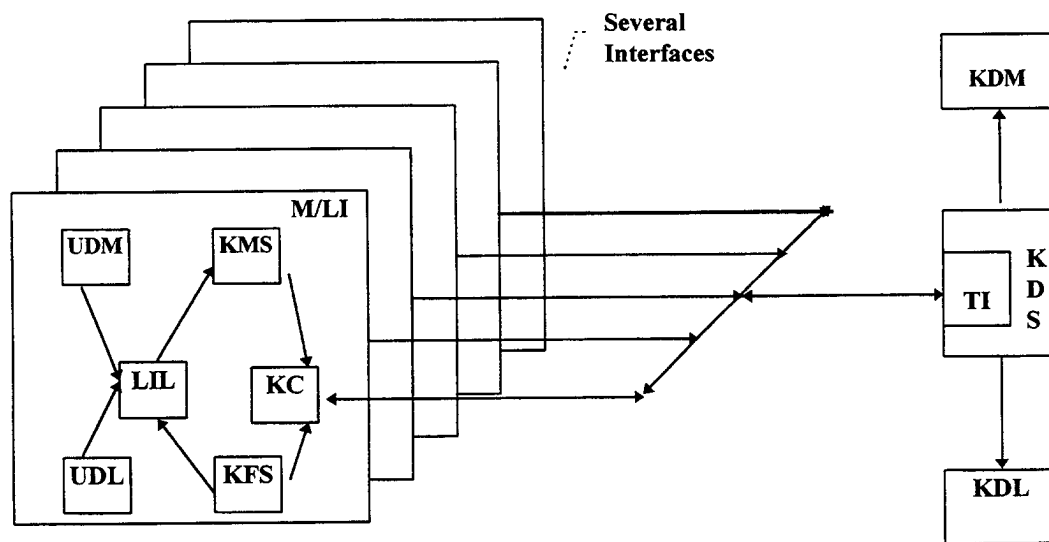 Several
Interfaces
KDM
M/LI
UDM
KMS
K
D
S
TI
LIL
KC
UDL
KFS
KDL